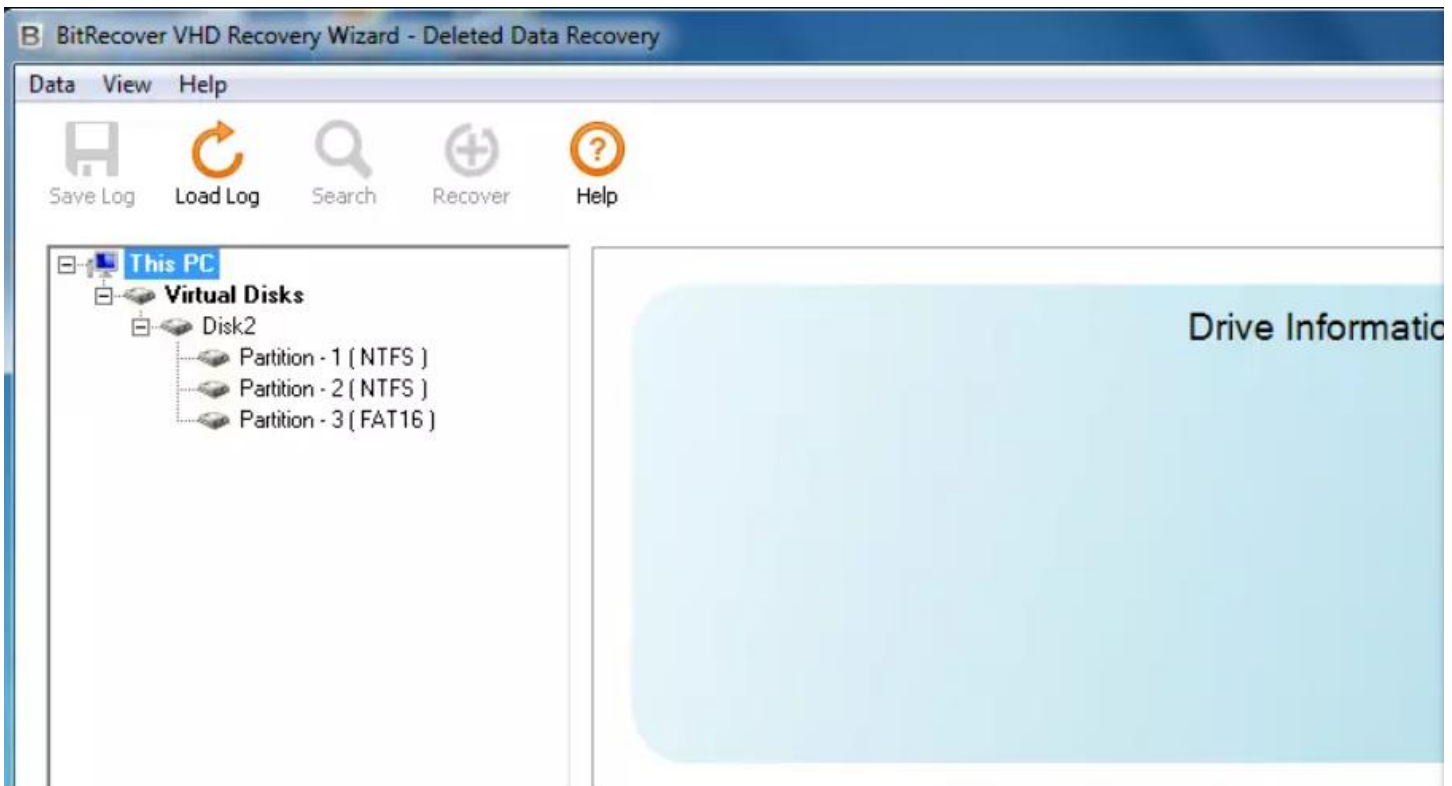 B BitRecover VHD Recovery Wizard - Deleted Data Recovery
Data View Help
Save Log Load Log Search Recover Help
This PC
Virtual Disks
Disk2
Partition - 1 ( NTFS )
Partition - 2 ( NTFS )
Partition - 3 ( FAT16 )
Drive Informatio